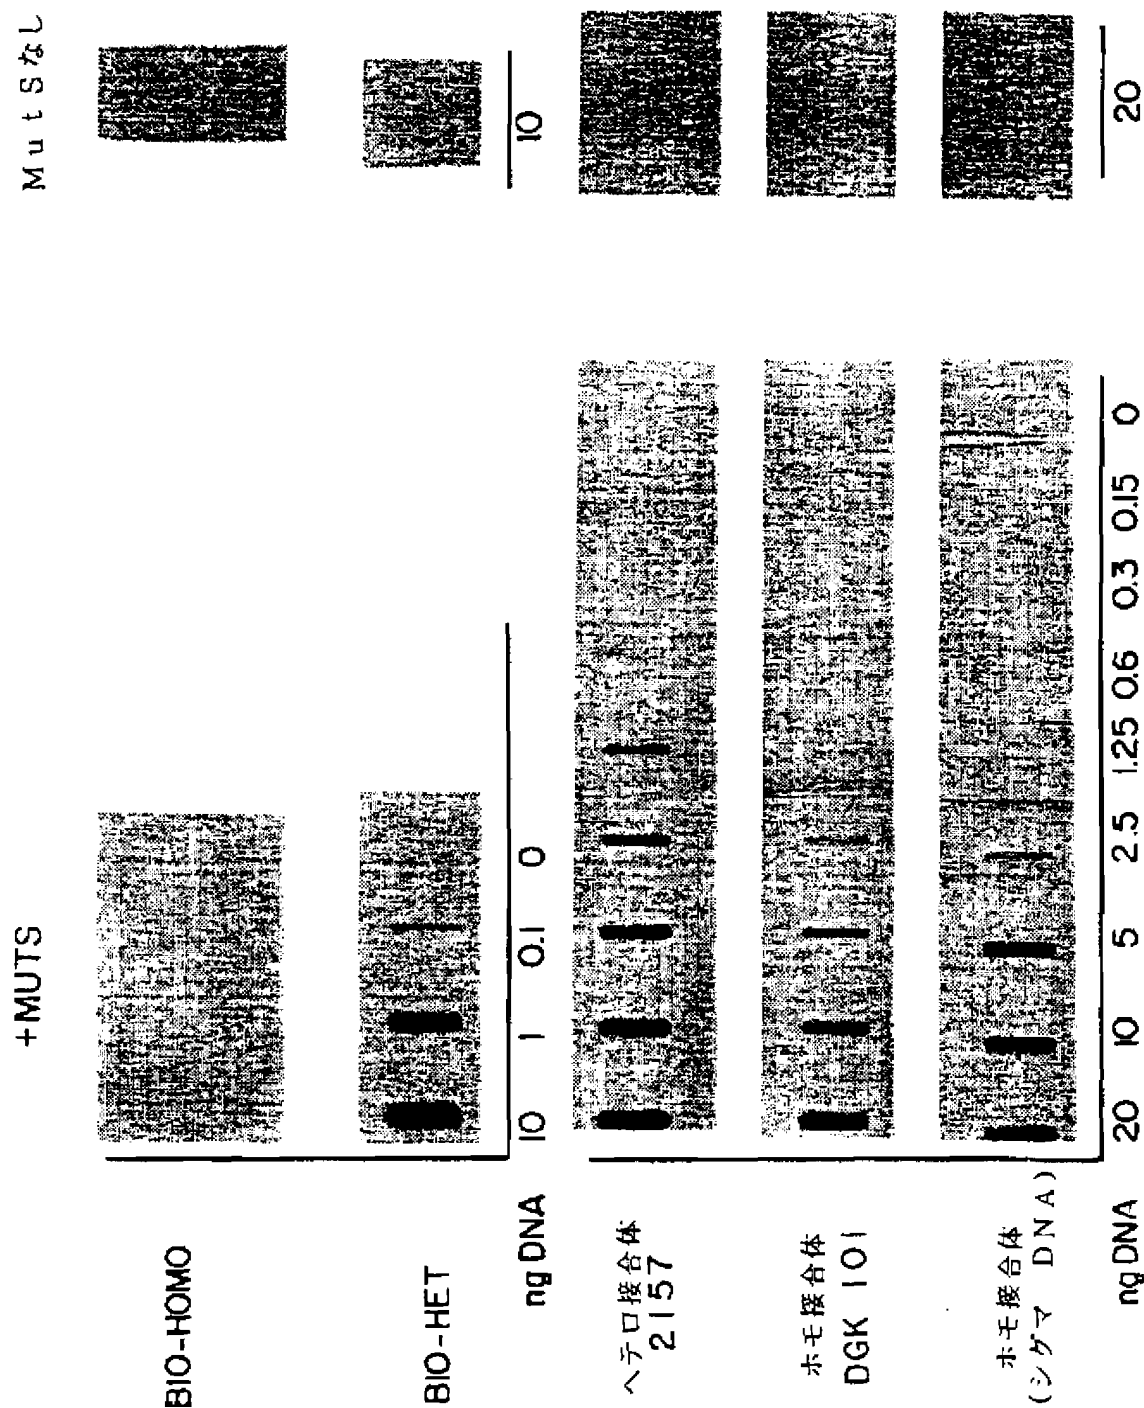 +MUTS
MutSなし
BIO-HOMO
BIO-HET
ng DNA
10 1 0.1 0
10
ヘテロ接合体
2157
ホモ接合体
DGK 101
ホモ接合体
(シグマ DNA)
ng DNA
20 10 5 2.5 1.25 0.6 0.3 0.15 0
20